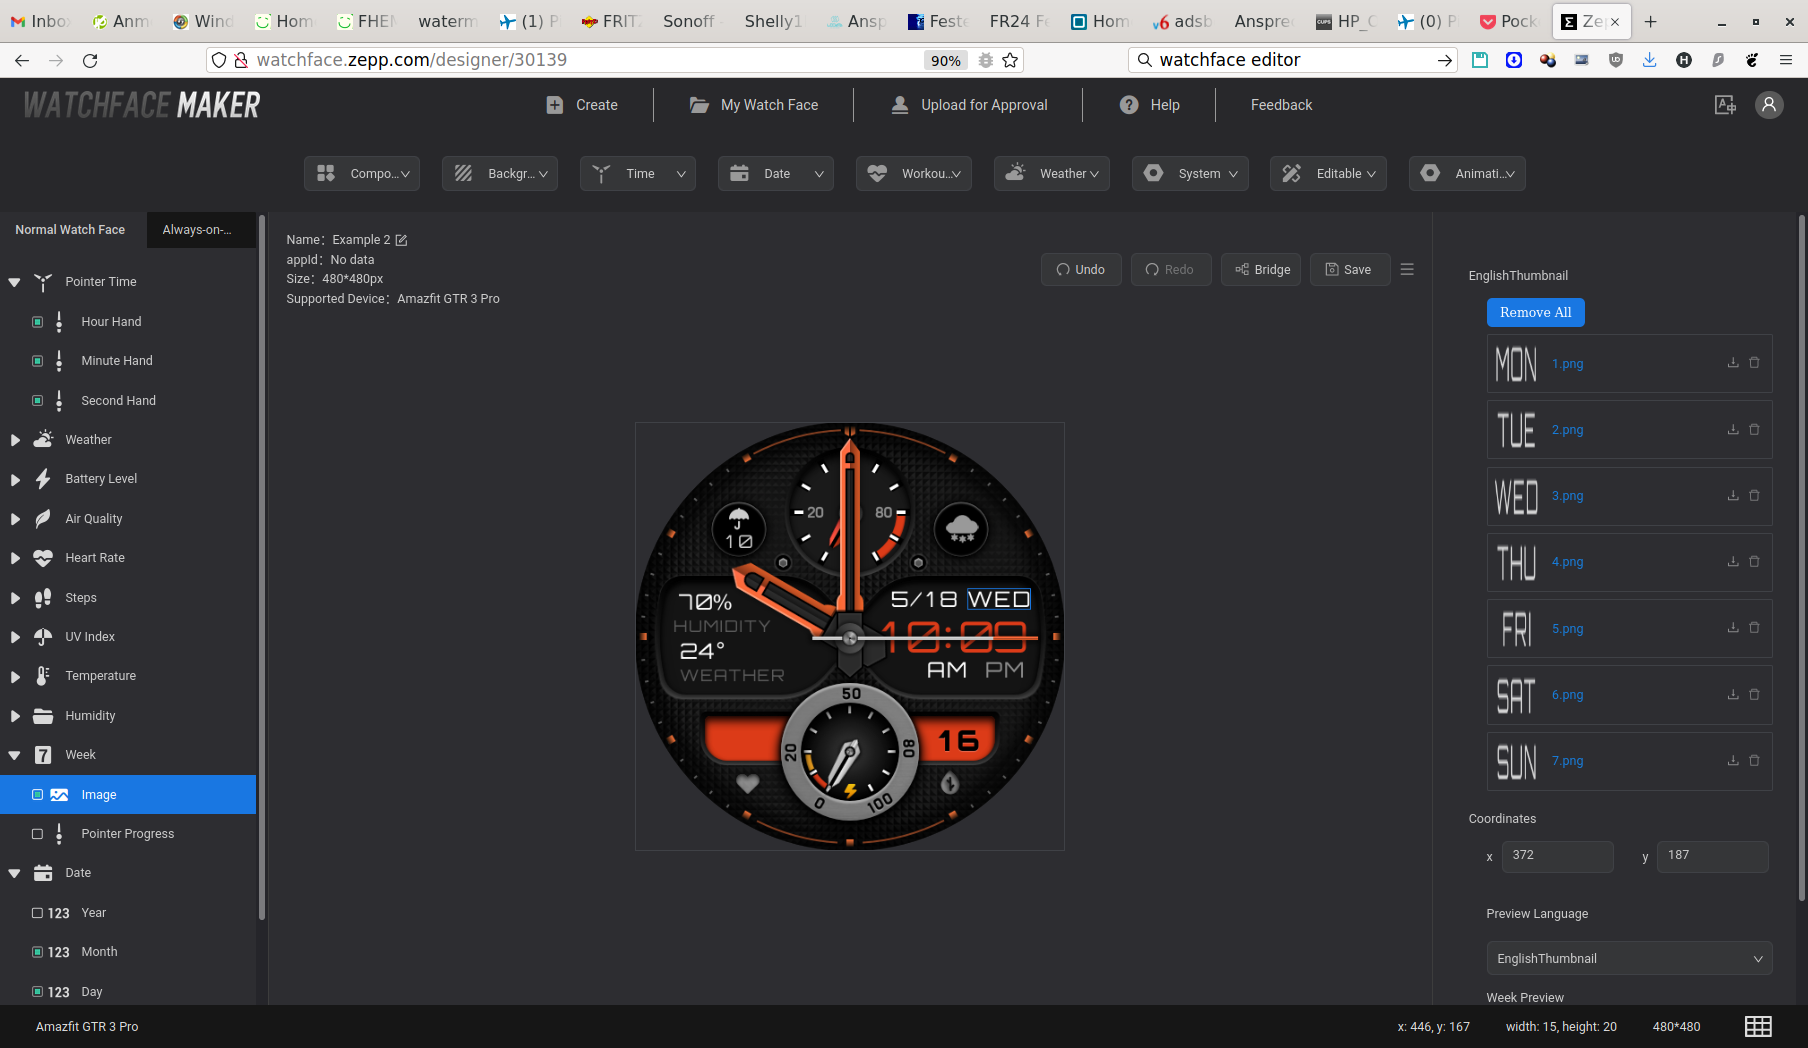 Inbo
Anm
Wind
Hom
FHEM
waterm
(1) P
FRITZ
Sonoff
Shelly1
Ansp
Feste
FR24 Fe
Hom
v6 adsb
Anspre
CUPS HP_C
(0) P
Pock
Zep
watchface.zepp.com/designer/30139
90%
watchface editor
WATCHFACE MAKER
Create
My Watch Face
Upload for Approval
Help
Feedback
Compo...
Backgr...
Time
Date
Workou...
Weather
System
Editable
Animati...
Normal Watch Face
Always-on-...
Pointer Time
Hour Hand
Minute Hand
Second Hand
Weather
Battery Level
Air Quality
Heart Rate
Steps
UV Index
Temperature
Humidity
7 Week
Image
Pointer Progress
Date
123 Year
123 Month
123 Day
Name: Example 2
appId: No data
Size: 480*480px
Supported Device: Amazfit GTR 3 Pro
Undo
Redo
Bridge
Save
20 80
10
70%
HUMIDITY
24°
WEATHER
5/18 WED
10:09
AM PM
50
20
80
0
100
16
EnglishThumbnail
Remove All
MON 1.png
TUE 2.png
WED 3.png
THU 4.png
FRI 5.png
SAT 6.png
SUN 7.png
Coordinates
x 372
y 187
Preview Language
EnglishThumbnail
Week Preview
Amazfit GTR 3 Pro
x: 446, y: 167
width: 15, height: 20
480*480